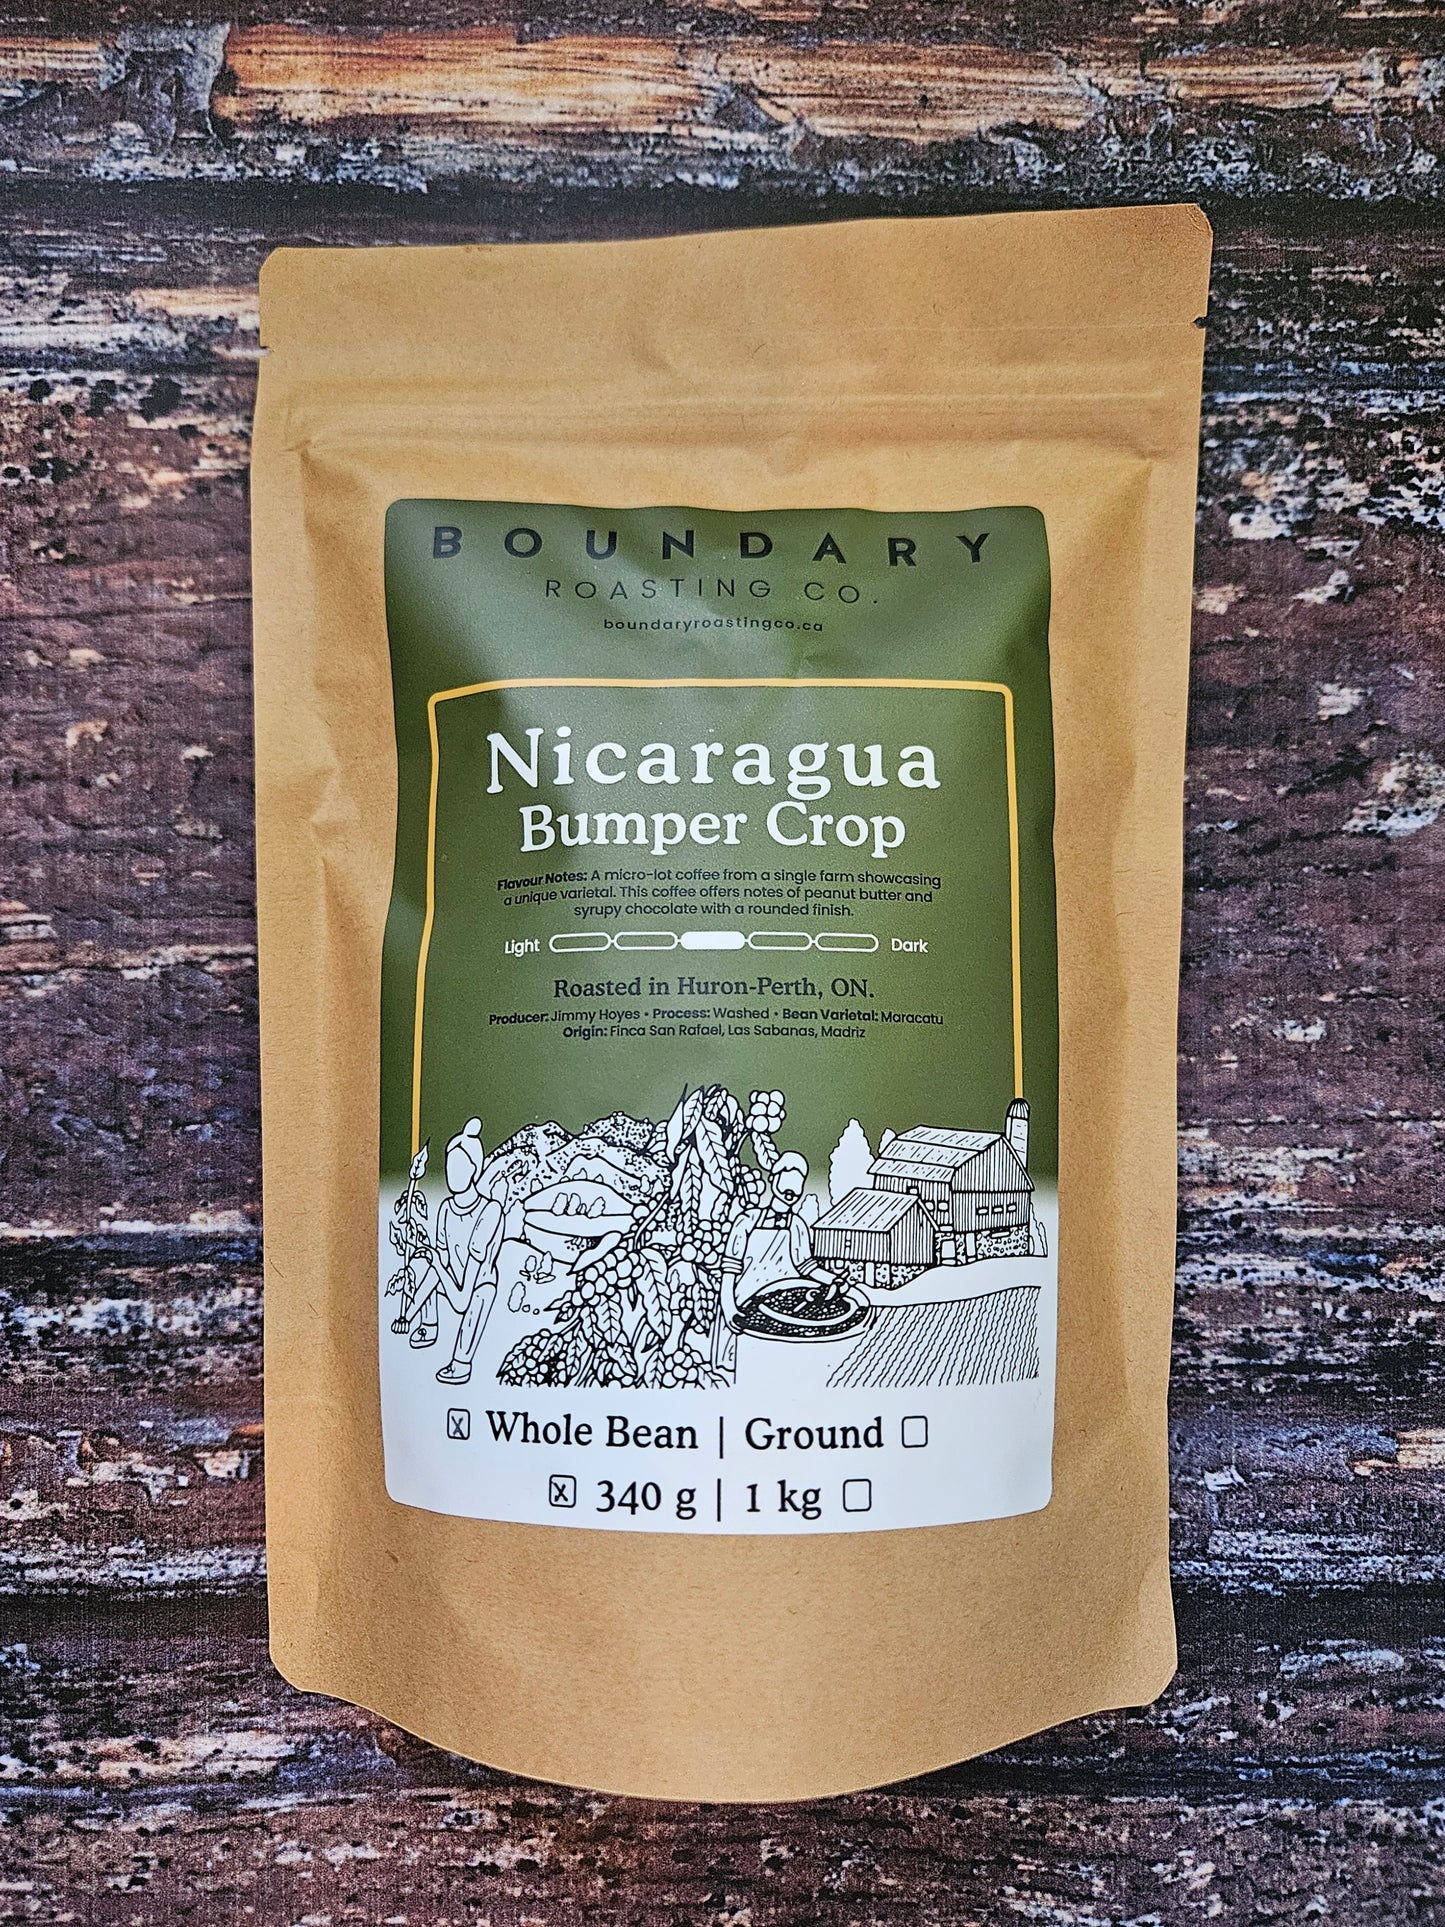 BOUNDARY
ROASTING CO.
boundaryroastingco.ca
Nicaragua
Bumper Crop
Flavour Notes: A micro-lot coffee from a single farm showcasing
a unique varietal. This coffee offers notes of peanut butter and
syrupy chocolate with a rounded finish.
Light Dark
Roasted in Huron-Perth, ON.
Producer: Jimmy Hoyes • Process: Washed • Bean Varietal: Maracatu
Origin: Finca San Rafael, Las Sabanas, Madriz
☒ Whole Bean | Ground ☐
☒ 340 g | 1 kg ☐